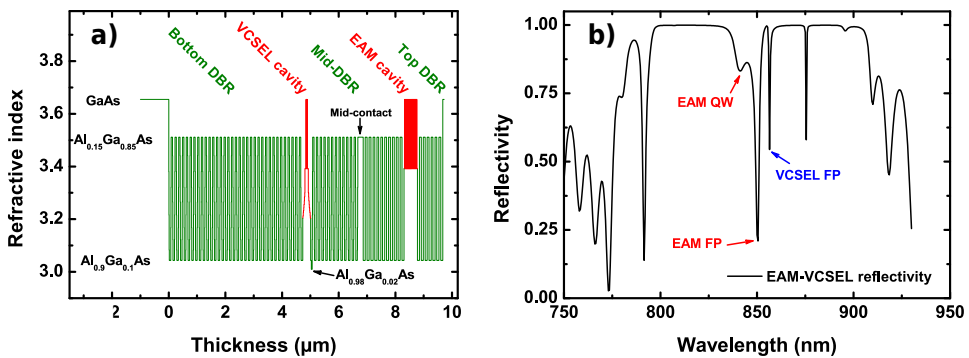 a)
Bottom DBR
VCSEL cavity
Mid-DBR
EAM cavity
Top DBR
Refractive index
3.9
3.8
3.6
3.4
3.2
3.0
GaAs
Al0.15Ga0.85As
Al0.9Ga0.1As
Mid-contact
Al0.98Ga0.02As
2 0 2 4 6 8 10
Thickness (µm)
b)
Reflectivity
1.00
0.75
0.50
0.25
0.00
EAM QW
VCSEL FP
EAM FP
EAM-VCSEL reflectivity
750 800 850 900 950
Wavelength (nm)